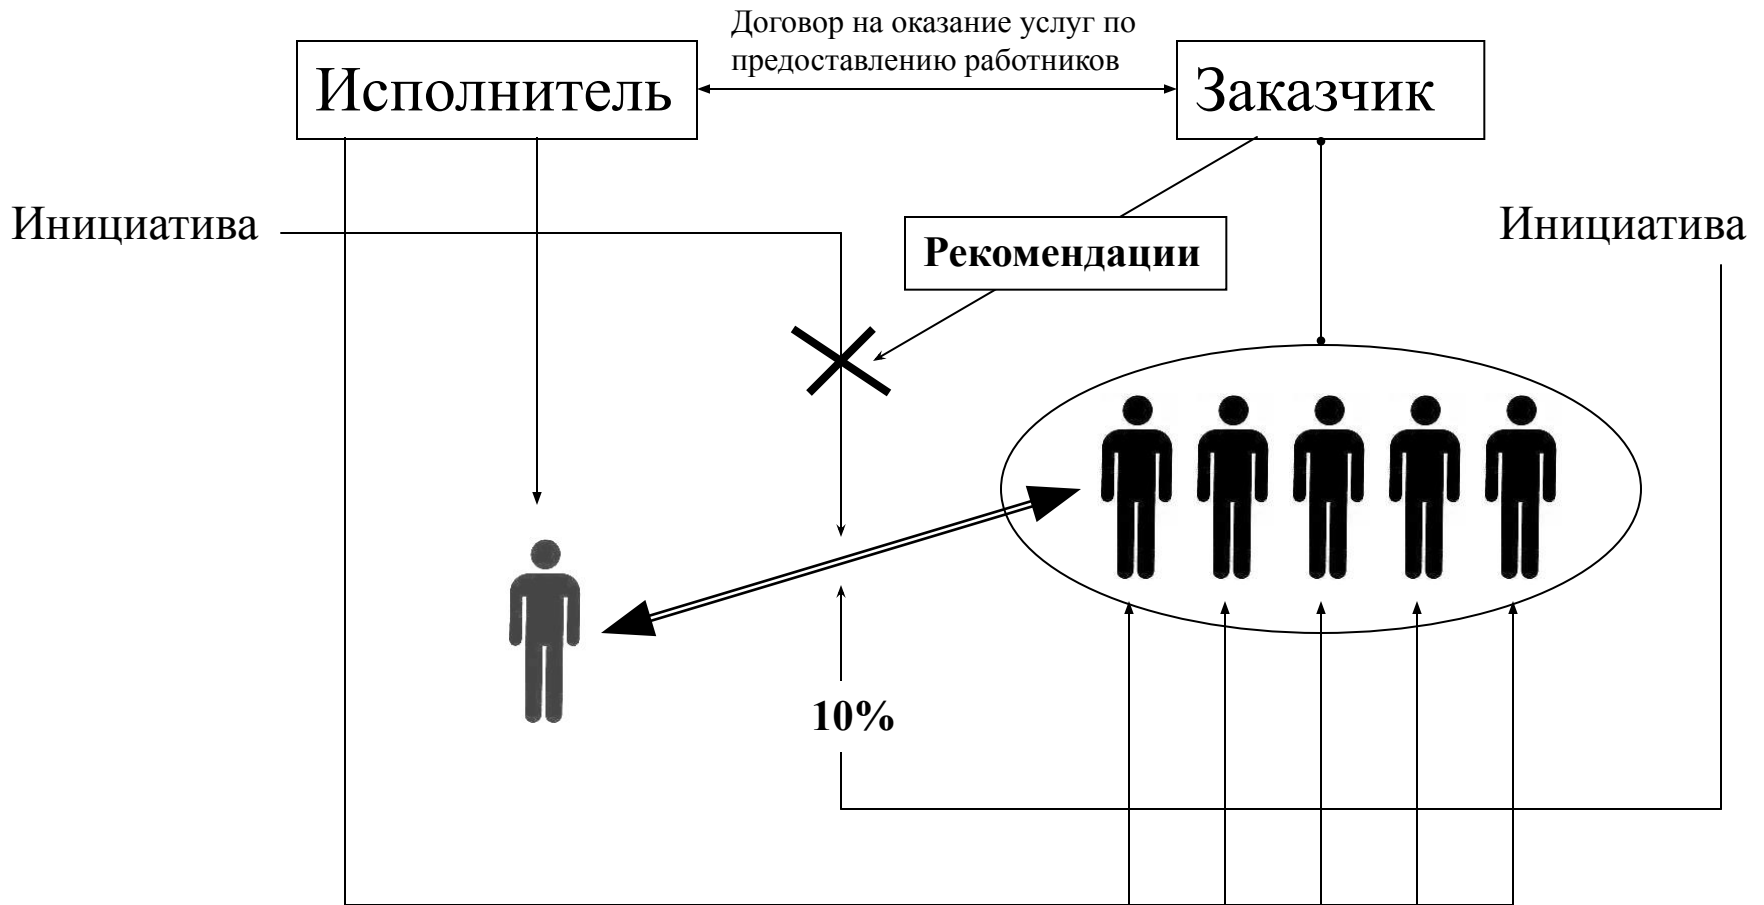 Договор на оказание услуг по
предоставлению работников
Исполнитель
Заказчик
Инициатива
Рекомендации
Инициатива
10%